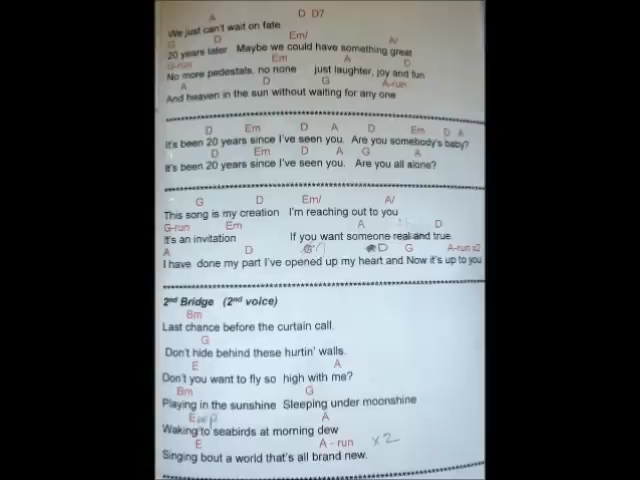 A D D7
We just can't wait on fate.
G D Em/ A/
20 years later Maybe we could have something great
G-run Em A D
No more pedestals, no none just laughter, joy and fun
A D G A-run
And heaven in the sun without waiting for any one
D Em D A D Em D A
It's been 20 years since I've seen you. Are you somebody's baby?
D Em D A G A
It's been 20 years since I've seen you. Are you all alone?
G D Em/ A/
This song is my creation I'm reaching out to you
G-run Em A D
It's an invitation If you want someone real and true.
A D G D G A-run x2
I have done my part I've opened up my heart and Now it's up to you
2nd Bridge (2nd voice)
Bm
Last chance before the curtain call.
G
Don't hide behind these hurtin' walls.
E A
Don't you want to fly so high with me?
Bm G
Playing in the sunshine Sleeping under moonshine
E A
Waking to seabirds at morning dew
E A - run x2
Singing bout a world that's all brand new.